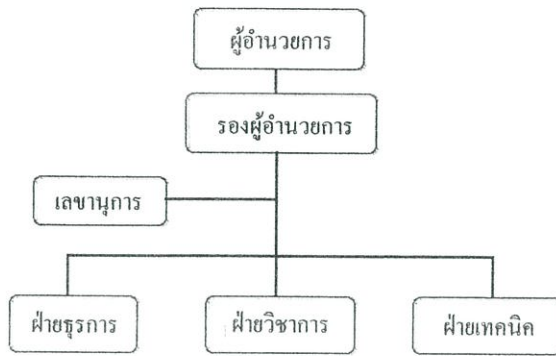 ผู้อำนวยการ
รองผู้อำนวยการ
เลขานุการ
ฝ่ายธุรการ
ฝ่ายวิชาการ
ฝ่ายเทคนิค